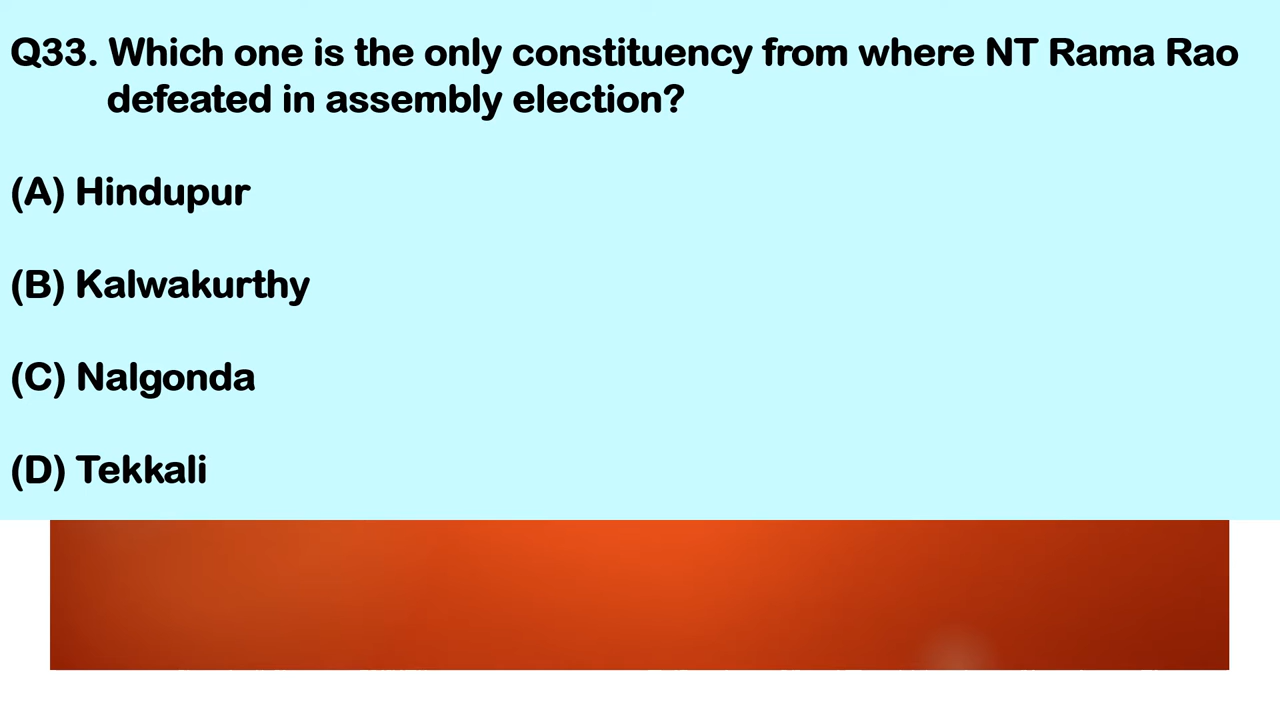 Q33. Which one is the only constituency from where NT Rama Rao
defeated in assembly election?
(A) Hindupur
(B) Kalwakurthy
(C) Nalgonda
(D) Tekkali